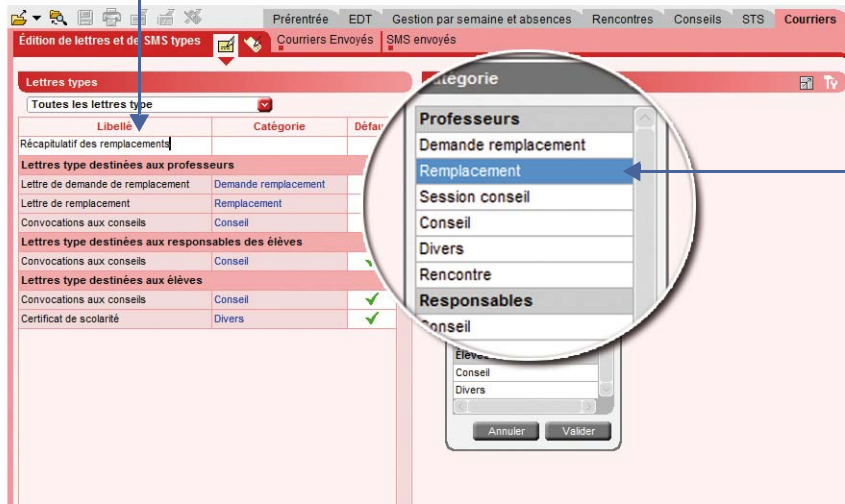 Prérentrée EDT Gestion par semaine et absences Rencontres Conseils STS Courriers
Édition de lettres et de SMS types Courriers Envoyés SMS envoyés
Lettres types
Toutes les lettres type
Libellé Catégorie
Récapitulatif des remplacements
Lettres type destinées aux professeurs
Lettre de demande de remplacement Demande remplacement
Lettre de remplacement Remplacement
Convocations aux conseils Conseil
Lettres type destinées aux responsables des élèves
Convocations aux conseils Conseil
Lettres type destinées aux élèves
Convocations aux conseils Conseil
Certificat de scolarité Divers
Professeurs
Demande remplacement
Remplacement
Session conseil
Conseil
Divers
Rencontre
Responsables
Conseil
Conseil
Divers
Annuler Valider